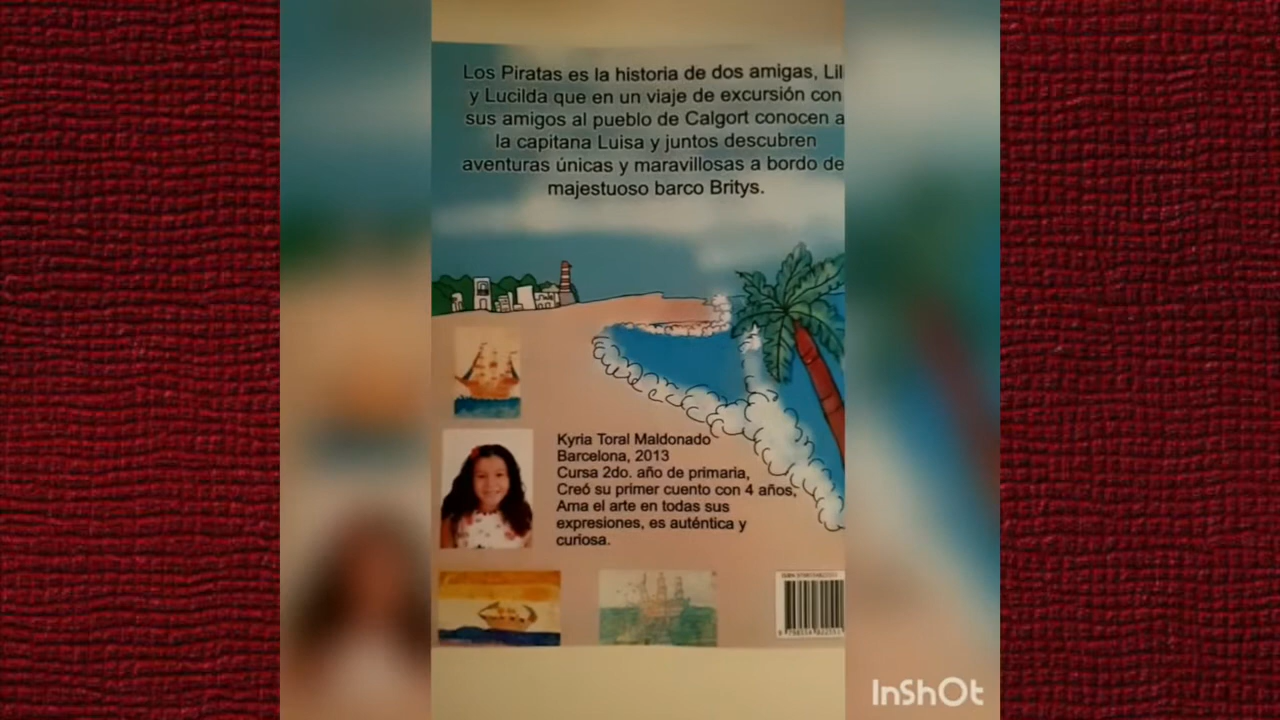 Los Piratas es la historia de dos amigas, Lil
y Lucilda que en un viaje de excursión con
sus amigos al pueblo de Calgort conocen a
la capitana Luisa y juntos descubren
aventuras únicas y maravillosas a bordo de
majestuoso barco Britys.
Kyria Toral Maldonado
Barcelona, 2013
Cursa 2do. año de primaria,
Creó su primer cuento con 4 años,
Ama el arte en todas sus
expresiones, es auténtica y
curiosa.
InShOt